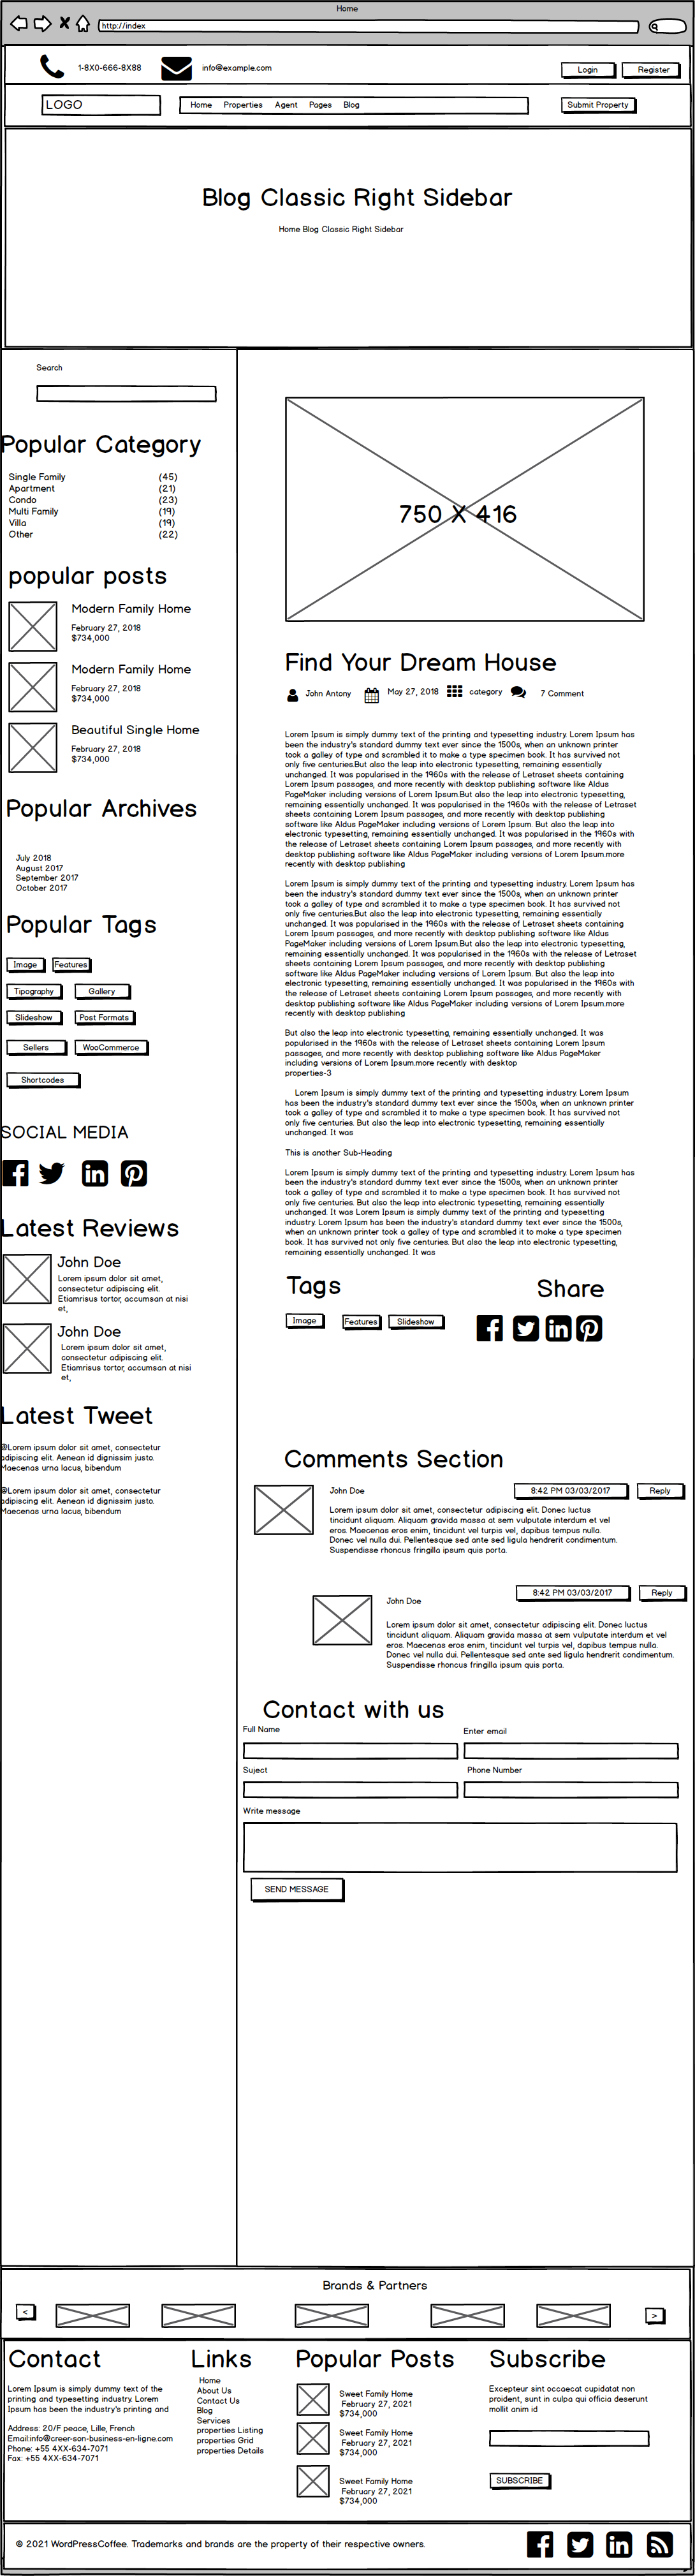 Home
http://index
1-8X0-666-8X88
info@example.com
Login
Register
LOGO
Home Properties Agent Pages Blog
Submit Property
Blog Classic Right Sidebar
Home Blog Classic Right Sidebar
Search
Popular Category
Single Family (45)
Apartment (21)
Condo (23)
Multi Family (19)
Villa (19)
Other (22)
popular posts
Modern Family Home
February 27, 2018
$734,000
Modern Family Home
February 27, 2018
$734,000
Beautiful Single Home
February 27, 2018
$734,000
Popular Archives
July 2018
August 2017
September 2017
October 2017
Popular Tags
Image Features
Tipography Gallery
Slideshow Post Formats
Sellers WooCommerce
Shortcodes
SOCIAL MEDIA
Latest Reviews
John Doe
Lorem ipsum dolor sit amet,
consectetur adipiscing elit.
Etiamrisus tortor, accumsan at nisi
et,
John Doe
Lorem ipsum dolor sit amet,
consectetur adipiscing elit.
Etiamrisus tortor, accumsan at nisi
et,
Latest Tweet
@Lorem ipsum dolor sit amet, consectetur
adipiscing elit. Aenean id dignissim justo.
Maecenas urna lacus, bibendum
@Lorem ipsum dolor sit amet, consectetur
adipiscing elit. Aenean id dignissim justo.
Maecenas urna lacus, bibendum
750 X 416
Find Your Dream House
John Antony May 27, 2018 category 7 Comment
Lorem Ipsum is simply dummy text of the printing and typesetting industry. Lorem Ipsum has
been the industry's standard dummy text ever since the 1500s, when an unknown printer
took a galley of type and scrambled it to make a type specimen book. It has survived not
only five centuries.But also the leap into electronic typesetting, remaining essentially
unchanged. It was popularised in the 1960s with the release of Letraset sheets containing
Lorem Ipsum passages, and more recently with desktop publishing software like Aldus
PageMaker including versions of Lorem Ipsum.But also the leap into electronic typesetting,
remaining essentially unchanged. It was popularised in the 1960s with the release of Letraset
sheets containing Lorem Ipsum passages, and more recently with desktop publishing
software like Aldus PageMaker including versions of Lorem Ipsum. But also the leap into
electronic typesetting, remaining essentially unchanged. It was popularised in the 1960s with
the release of Letraset sheets containing Lorem Ipsum passages, and more recently with
desktop publishing software like Aldus PageMaker including versions of Lorem Ipsum.more
recently with desktop publishing
Lorem Ipsum is simply dummy text of the printing and typesetting industry. Lorem Ipsum has
been the industry's standard dummy text ever since the 1500s, when an unknown printer
took a galley of type and scrambled it to make a type specimen book. It has survived not
only five centuries.But also the leap into electronic typesetting, remaining essentially
unchanged. It was popularised in the 1960s with the release of Letraset sheets containing
Lorem Ipsum passages, and more recently with desktop publishing software like Aldus
PageMaker including versions of Lorem Ipsum.But also the leap into electronic typesetting,
remaining essentially unchanged. It was popularised in the 1960s with the release of Letraset
sheets containing Lorem Ipsum passages, and more recently with desktop publishing
software like Aldus PageMaker including versions of Lorem Ipsum. But also the leap into
electronic typesetting, remaining essentially unchanged. It was popularised in the 1960s with
the release of Letraset sheets containing Lorem Ipsum passages, and more recently with
desktop publishing software like Aldus PageMaker including versions of Lorem Ipsum.more
recently with desktop publishing
But also the leap into electronic typesetting, remaining essentially unchanged. It was
popularised in the 1960s with the release of Letraset sheets containing Lorem Ipsum
passages, and more recently with desktop publishing software like Aldus PageMaker
including versions of Lorem Ipsum.more recently with desktop
properties-3
Lorem Ipsum is simply dummy text of the printing and typesetting industry. Lorem Ipsum
has been the industry's standard dummy text ever since the 1500s, when an unknown printer
took a galley of type and scrambled it to make a type specimen book. It has survived not
only five centuries. But also the leap into electronic typesetting, remaining essentially
unchanged. It was
This is another Sub-Heading
Lorem Ipsum is simply dummy text of the printing and typesetting industry. Lorem Ipsum has
been the industry's standard dummy text ever since the 1500s, when an unknown printer
took a galley of type and scrambled it to make a type specimen book. It has survived not
only five centuries. But also the leap into electronic typesetting, remaining essentially
unchanged. It was Lorem Ipsum is simply dummy text of the printing and typesetting
industry. Lorem Ipsum has been the industry's standard dummy text ever since the 1500s,
when an unknown printer took a galley of type and scrambled it to make a type specimen
book. It has survived not only five centuries. But also the leap into electronic typesetting,
remaining essentially unchanged. It was
Tags
Share
Image Features Slideshow
Comments Section
John Doe
8:42 PM 03/03/2017
Reply
Lorem ipsum dolor sit amet, consectetur adipiscing elit. Donec luctus
tincidunt aliquam. Aliquam gravida massa at sem vulputate interdum et vel
eros. Maecenas eros enim, tincidunt vel turpis vel, dapibus tempus nulla.
Donec vel nulla dui. Pellentesque sed ante sed ligula hendrerit condimentum.
Suspendisse rhoncus fringilla ipsum quis porta.
8:42 PM 03/03/2017
Reply
John Doe
Lorem ipsum dolor sit amet, consectetur adipiscing elit. Donec luctus
tincidunt aliquam. Aliquam gravida massa at sem vulputate interdum et vel
eros. Maecenas eros enim, tincidunt vel turpis vel, dapibus tempus nulla.
Donec vel nulla dui. Pellentesque sed ante sed ligula hendrerit condimentum.
Suspendisse rhoncus fringilla ipsum quis porta.
Contact with us
Full Name
Enter email
Suject
Phone Number
Write message
SEND MESSAGE
Brands & Partners
<
>
Contact
Lorem Ipsum is simply dummy text of the
printing and typesetting industry. Lorem
Ipsum has been the industry's printing and
Address: 20/F peace, Lille, French
Email:info@creer-son-business-en-ligne.com
Phone: +55 4XX-634-7071
Fax: +55 4XX-634-7071
Links
Home
About Us
Contact Us
Blog
Services
properties Listing
properties Grid
properties Details
Popular Posts
Sweet Family Home
February 27, 2021
$734,000
Sweet Family Home
February 27, 2021
$734,000
Sweet Family Home
February 27, 2021
$734,000
Subscribe
Excepteur sint occaecat cupidatat non
proident, sunt in culpa qui officia deserunt
mollit anim id
SUBSCRIBE
© 2021 WordPressCoffee. Trademarks and brands are the property of their respective owners.